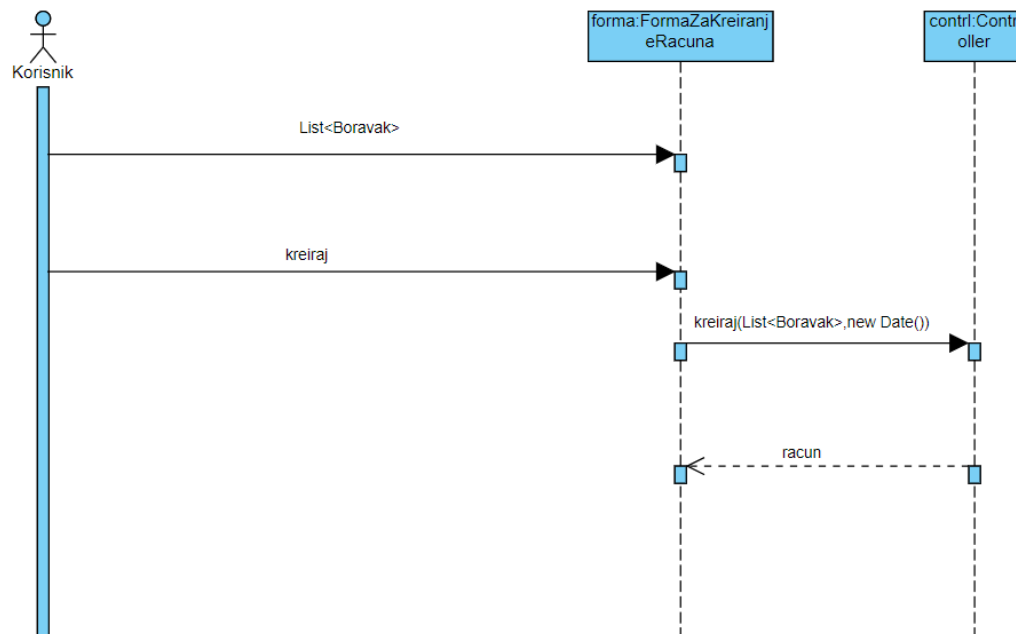 forma:FormaZaKreiranj
eRacuna
contrl:Contr
oller
Korisnik
List<Boravak>
kreiraj
kreiraj(List<Boravak>,new Date())
racun